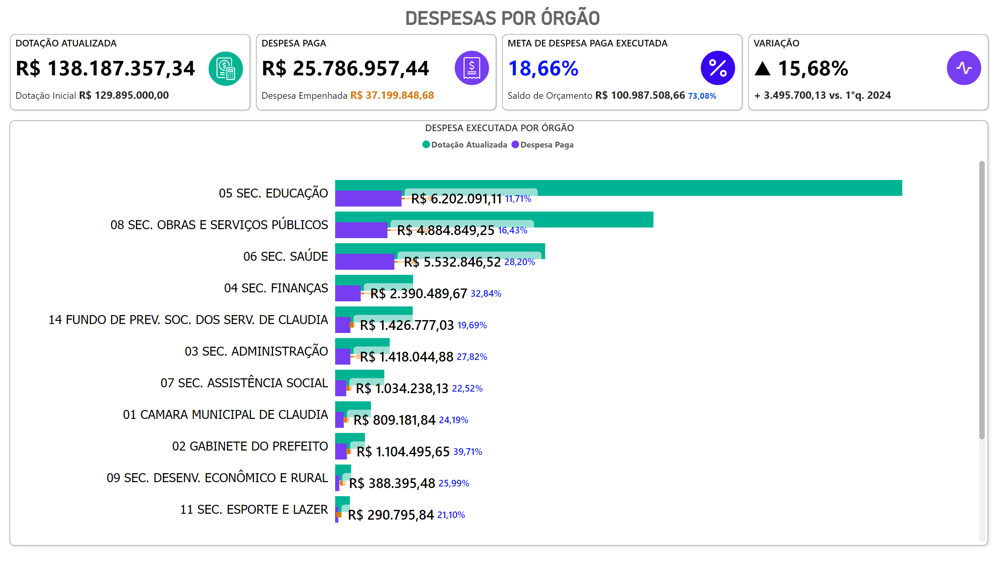 DESPESAS POR ÓRGÃO
DOTAÇÃO ATUALIZADA
R$ 138.187.357,34
Dotação Inicial R$ 129.895.000,00
DESPESA PAGA
R$ 25.786.957,44
Despesa Empenhada R$ 37.199.848,68
META DE DESPESA PAGA EXECUTADA
18,66%
Saldo de Orçamento R$ 100.987.508,66 73,08%
VARIAÇÃO
▲ 15,68%
+ 3.495.700,13 vs. 1°q. 2024
DESPESA EXECUTADA POR ÓRGÃO
Dotação Atualizada Despesa Paga
05 SEC. EDUCAÇÃO R$ 6.202.091,11 11,71%
08 SEC. OBRAS E SERVIÇOS PÚBLICOS R$ 4.884.849,25 16,43%
06 SEC. SAÚDE R$ 5.532.846,52 28,20%
04 SEC. FINANÇAS R$ 2.390.489,67 32,84%
14 FUNDO DE PREV. SOC. DOS SERV. DE CLAUDIA R$ 1.426.777,03 19,69%
03 SEC. ADMINISTRAÇÃO R$ 1.418.044,88 27,82%
07 SEC. ASSISTÊNCIA SOCIAL R$ 1.034.238,13 22,52%
01 CAMARA MUNICIPAL DE CLAUDIA R$ 809.181,84 24,19%
02 GABINETE DO PREFEITO R$ 1.104.495,65 39,71%
09 SEC. DESENV. ECONÔMICO E RURAL R$ 388.395,48 25,99%
11 SEC. ESPORTE E LAZER R$ 290.795,84 21,10%